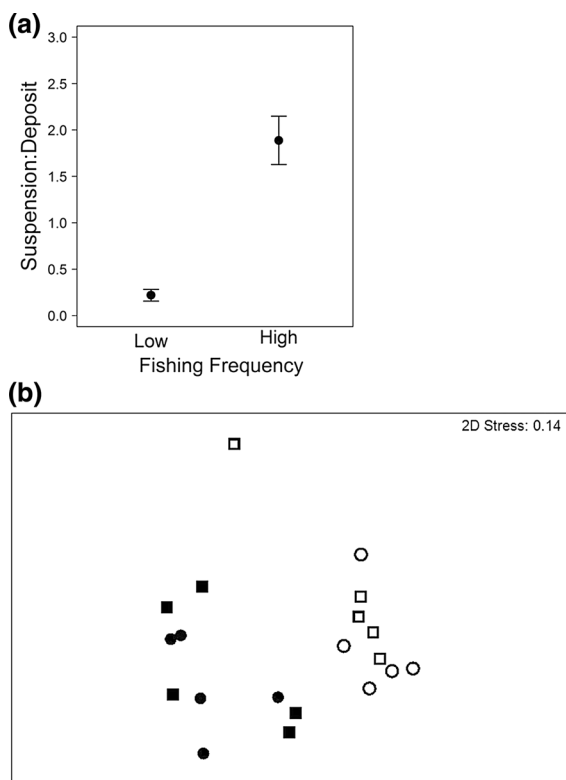 (a)
3.0
2.5
2.0
1.5
1.0
0.5
0.0
Suspension:Deposit
Low High
Fishing Frequency
(b)
2D Stress: 0.14